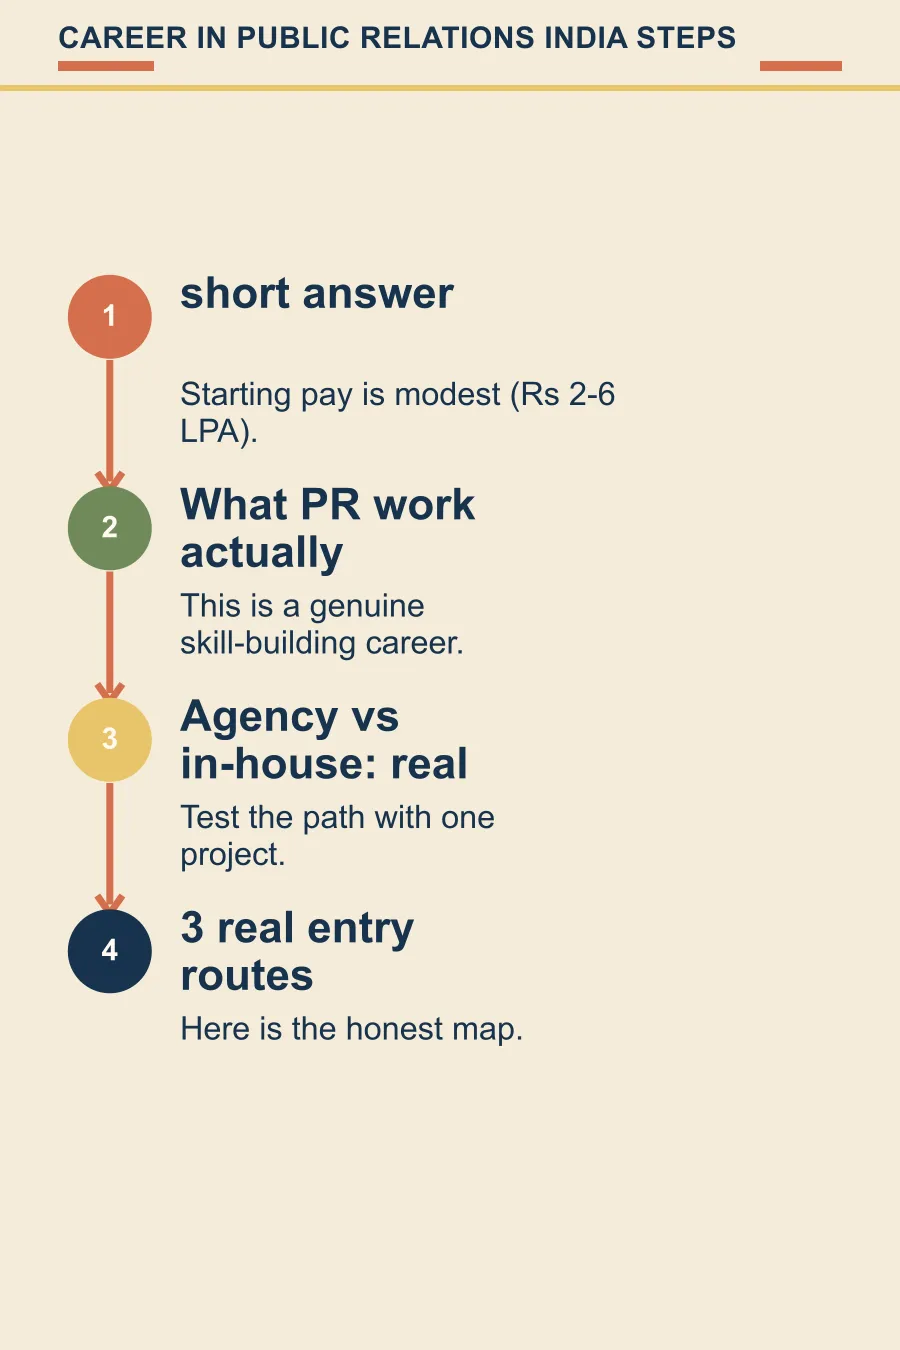 CAREER IN PUBLIC RELATIONS INDIA STEPS
1
short answer
Starting pay is modest (Rs 2-6
LPA).
2
What PR work
actually
This is a genuine
skill-building career.
3
Agency vs
in-house: real
Test the path with one
project.
4
3 real entry
routes
Here is the honest map.